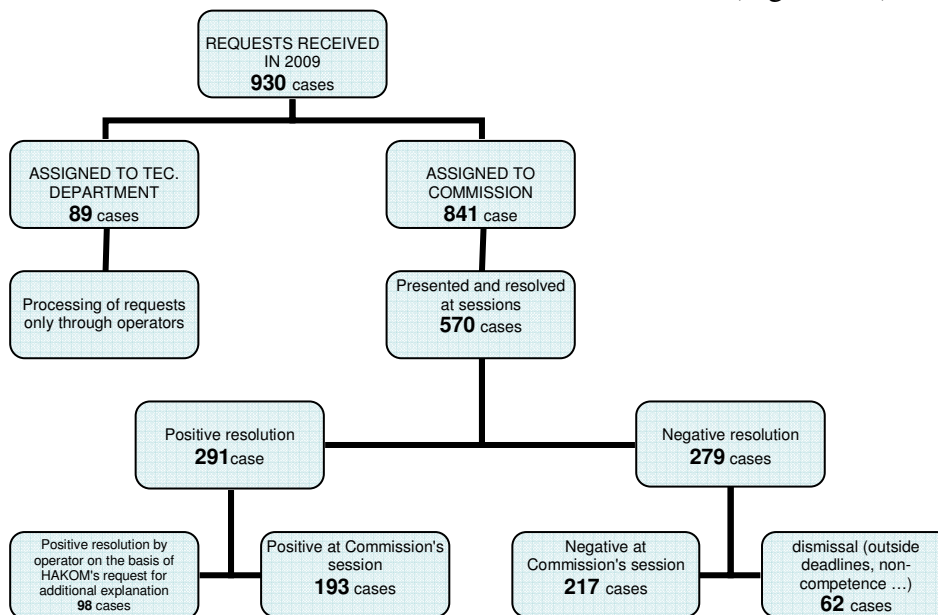 REQUESTS RECEIVED
IN 2009
930 cases
ASSIGNED TO TEC.
DEPARTMENT
89 cases
ASSIGNED TO
COMMISSION
841 case
Processing of requests
only through operators
Presented and resolved
at sessions
570 cases
Positive resolution
291case
Negative resolution
279 cases
Positive resolution by
operator on the basis of
HAKOM's request for
additional explanation
98 cases
Positive at Commission's
session
193 cases
Negative at
Commission's session
217 cases
dismissal (outside
deadlines, non-
competence ...)
62 cases